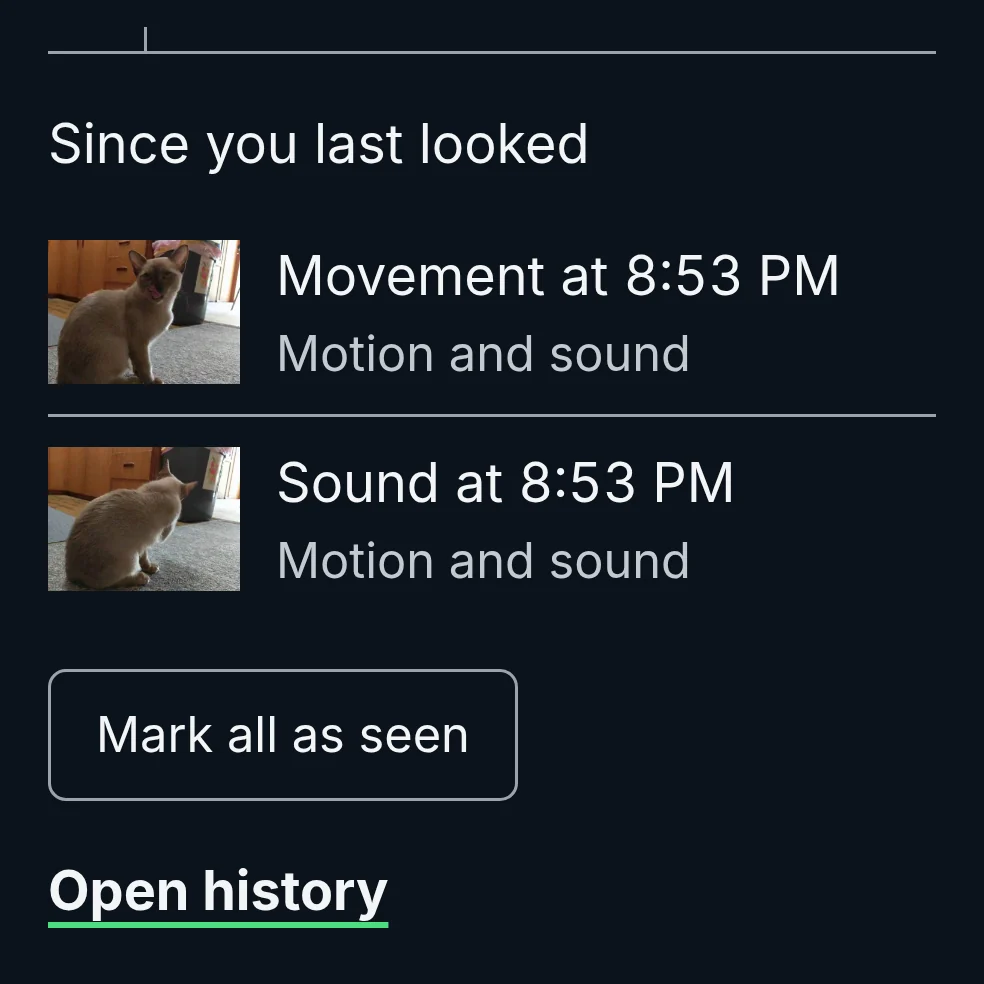 Since you last looked
Movement at 8:53 PM
Motion and sound
Sound at 8:53 PM
Motion and sound
Mark all as seen
Open history